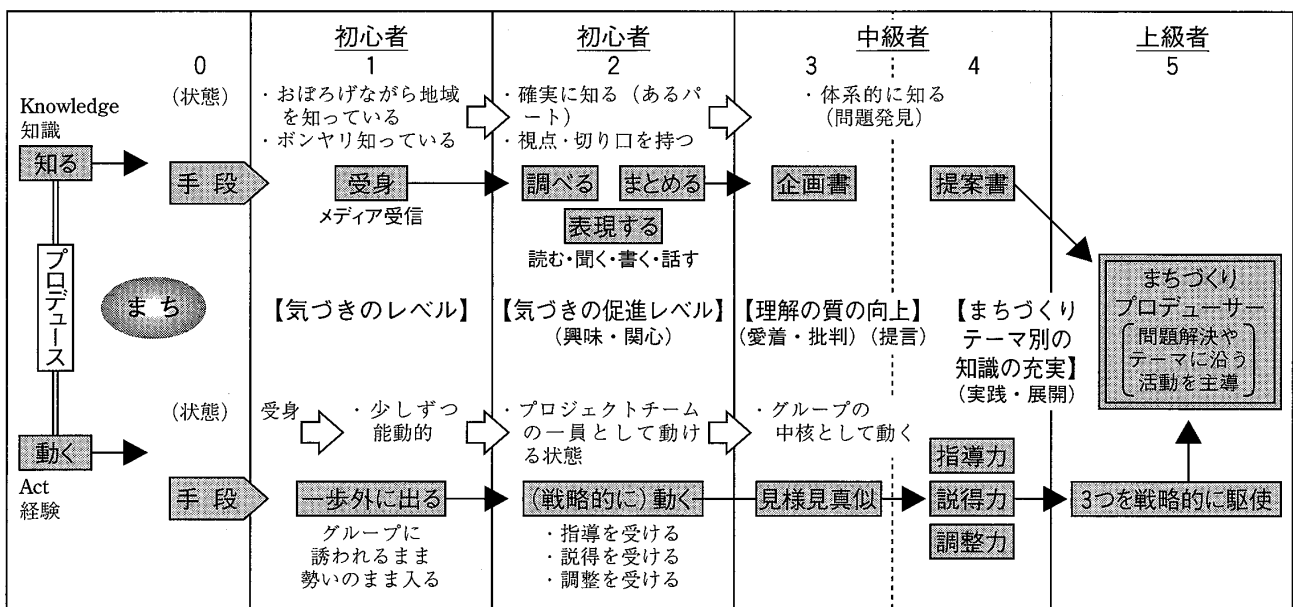 初心者
初心者
中級者
上級者
0
1
2
3
4
5
Knowledge
知識
知る
(状態)
・おぼろげながら地域
を知っている
・ボンヤリ知っている
・確実に知る(あるパ
ート)
・視点・切り口を持つ
・体系的に知る
(問題発見)
手段
受身
メディア受信
調べる
まとめる
表現する
読む・聞く・書く・話す
企画書
提案書
プロデュース
まち
【気づきのレベル】
【気づきの促進レベル】
(興味・関心)
【理解の質の向上】
(愛着・批判)(提言)
【まちづくり
テーマ別の
知識の充実】
(実践・展開)
まちづくり
プロデューサー
問題解決や
テーマに沿う
活動を主導
動く
Act
経験
(状態)
受身
・少しずつ
能動的
・プロジェクトチーム
の一員として動け
る状態
・グループの
中核として動く
手段
一歩外に出る
グループに
誘われるまま
勢いのまま入る
(戦略的に)動く
・指導を受ける
・説得を受ける
・調整を受ける
見様見真似
指導力
説得力
調整力
3つを戦略的に駆使